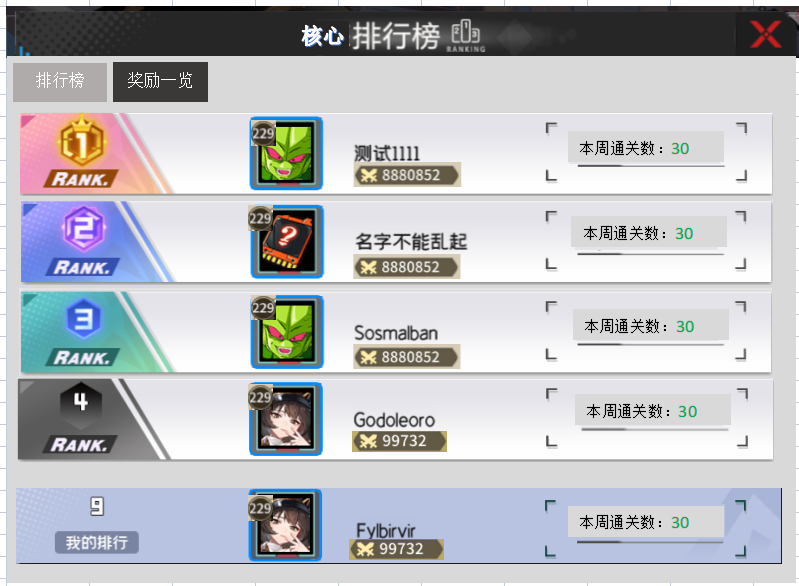 核心 排行榜
RANKING
排行榜 奖励一览
1 RANK. 229 测试1111 8880852 本周通关数：30
2 RANK. 229 名字不能乱起 8880852 本周通关数：30
3 RANK. 229 Sosmalban 8880852 本周通关数：30
4 RANK. 229 Godoleoro 99732 本周通关数：30
9 我的排行 229 Fylbirvir 99732 本周通关数：30